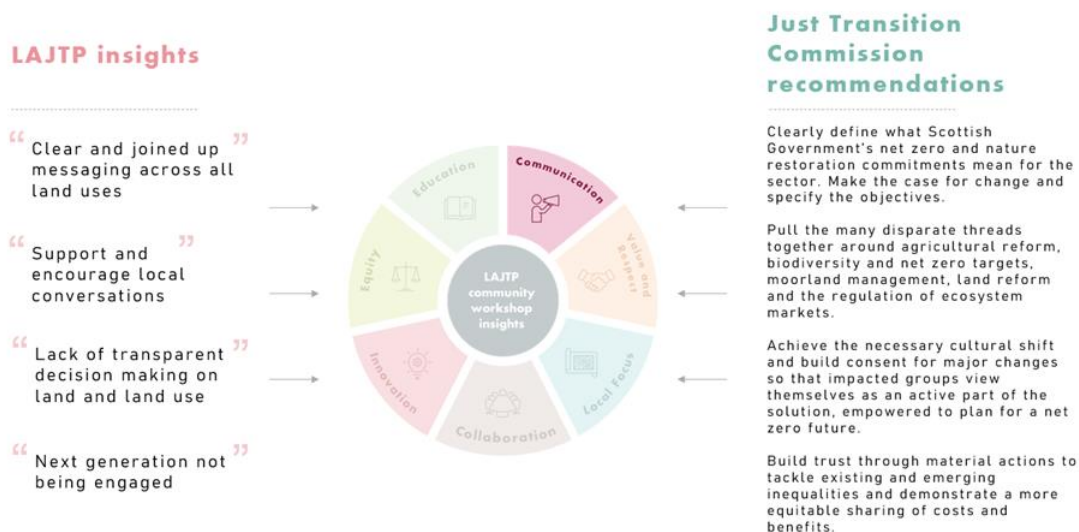 LAJTP insights
“ Clear and joined up ”
messaging across all
land uses
“ Support and ”
encourage local
conversations
“ Lack of transparent ”
decision making on
land and land use
“ Next generation not ”
being engaged
Education
Communication
Equity
Value and
Respect
LAJTP
community
workshop
insights
Innovation
Local Focus
Collaboration
Just Transition
Commission
recommendations
Clearly define what Scottish
Government's net zero and nature
restoration commitments mean for the
sector. Make the case for change and
specify the objectives.
Pull the many disparate threads
together around agricultural reform,
biodiversity and net zero targets,
moorland management, land reform
and the regulation of ecosystem
markets.
Achieve the necessary cultural shift
and build consent for major changes
so that impacted groups view
themselves as an active part of the
solution, empowered to plan for a net
zero future.
Build trust through material actions to
tackle existing and emerging
inequalities and demonstrate a more
equitable sharing of costs and
benefits.